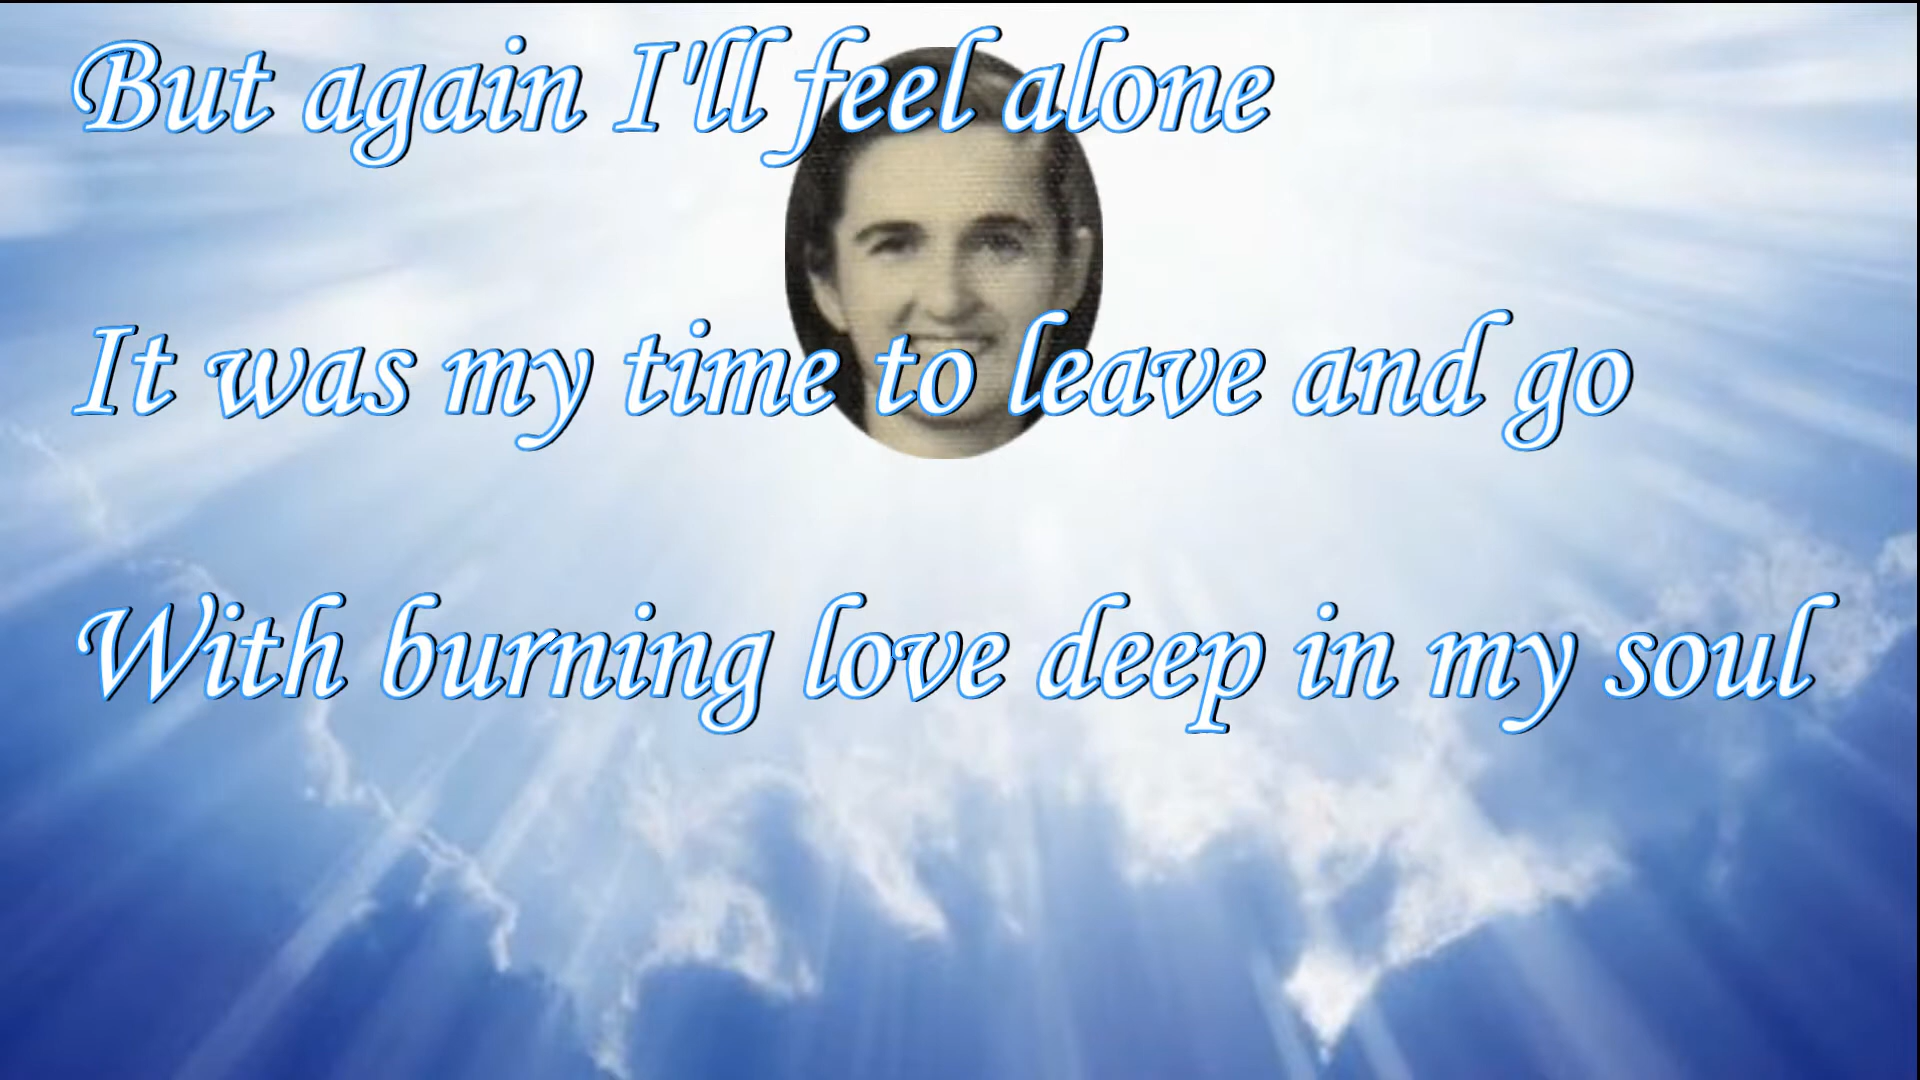 But again I'll feel alone
It was my time to leave and go
With burning love deep in my soul